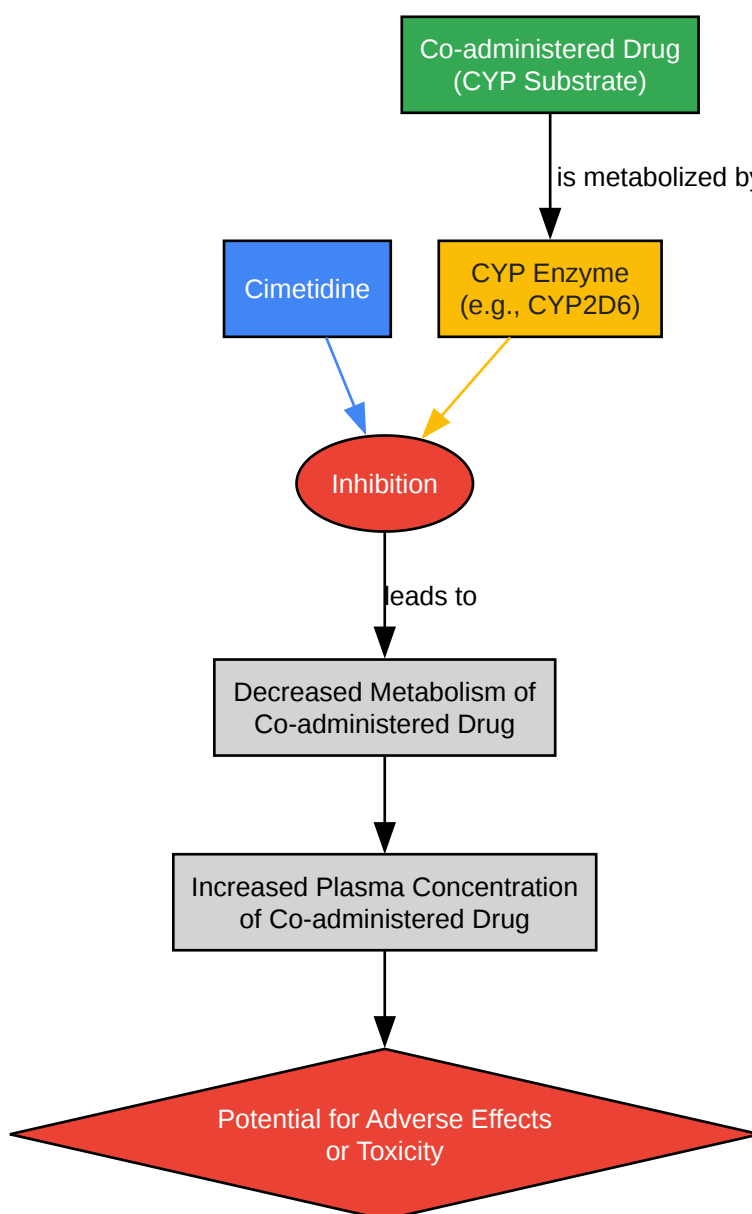 Co-administered Drug
(CYP Substrate)
is metabolized by
Cimetidine
CYP Enzyme
(e.g., CYP2D6)
Inhibition
leads to
Decreased Metabolism of
Co-administered Drug
Increased Plasma Concentration
of Co-administered Drug
Potential for Adverse Effects
or Toxicity